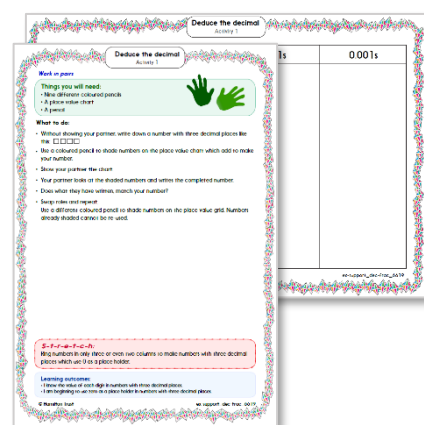 Deduce the decimal
Activity 1
1s
0.001s
Deduce the decimal
Activity 1
Work in pairs
Things you will need:
• Nine different coloured pencils
• A place value chart
• A pencil
What to do:
• Without showing your partner, write down a number with three decimal places like
this
• Use a coloured pencil to shade numbers on the place value chart which add to make
your number.
• Show your partner the chart.
• Your partner looks at the shaded numbers and writes the completed number.
• Does what they have written, match your number?
• Swap roles and repeat.
Use a different coloured pencil to shade numbers on the place value grid. Numbers
already shaded cannot be re-used.
S-t-r-e-t-c-h:
Ring numbers in only three or even two columns to make numbers with three decimal
places which use 0 as a place holder.
Learning outcomes:
• I know the value of each digit in numbers with three decimal places.
• I am beginning to use zero as a place holder in numbers with three decimal places.
© Hamilton Trust